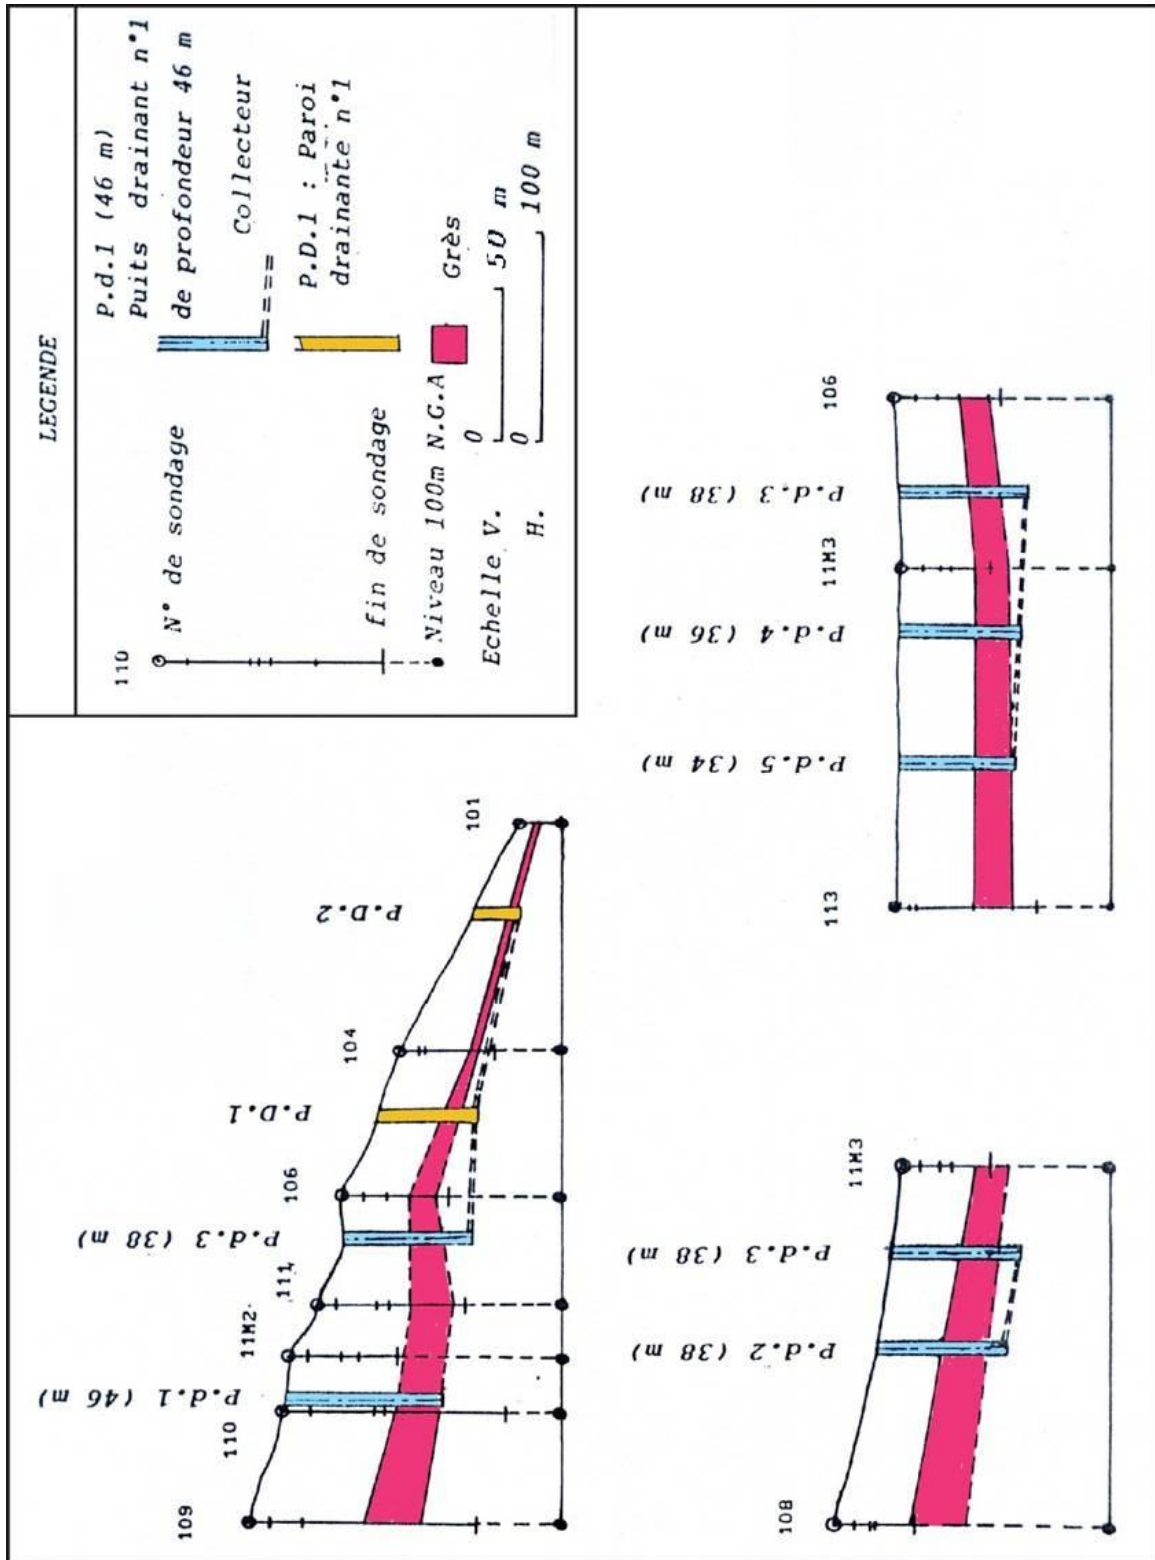 LEGENDE
110
N° de sondage
fin de sondage
Niveau 100m N.G.A
P.d.1 (46 m)
Puits drainant n°1
de profondeur 46 m
Collecteur
P.D.1 : Paroi
drainante n°1
Grès
Echelle V.
0
50 m
H.
0
100 m
109
110
P.d.1 (46 m)
11M2
111
P.d.3 (38 m)
106
P.D.1
104
P.D.2
101
108
P.d.2 (38 m)
P.d.3 (38 m)
11M3
113
P.d.5 (34 m)
P.d.4 (36 m)
11M3
P.d.3 (38 m)
106